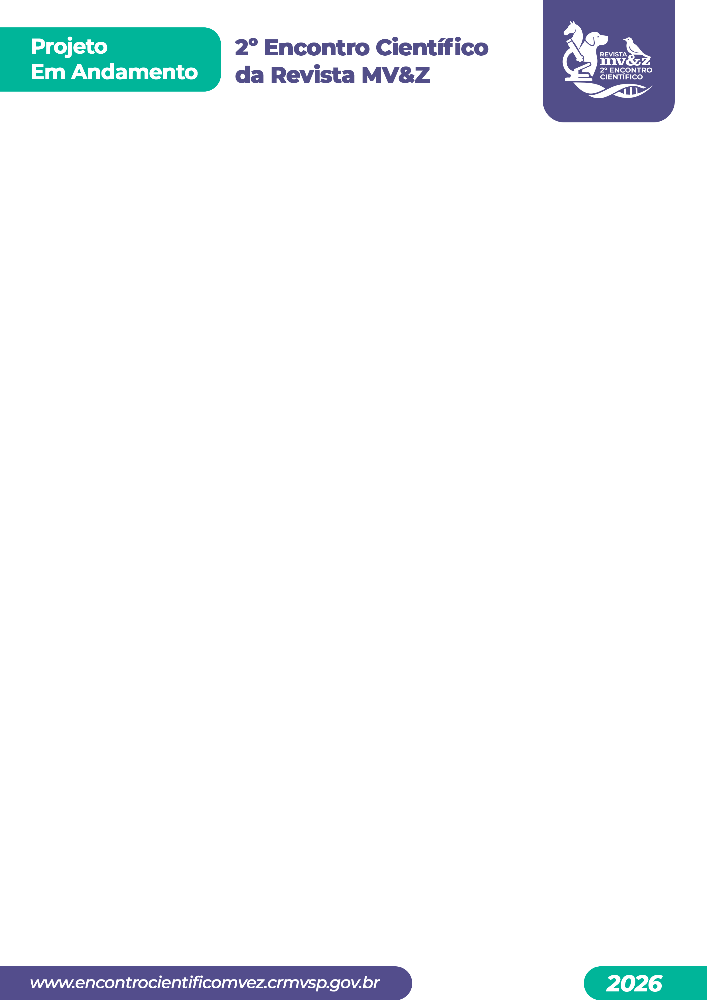 Projeto
Em Andamento
2º Encontro Científico
da Revista MV&Z
REVISTA
mv&z
2º ENCONTRO
CIENTÍFICO
www.encontrocientificomvez.crmvsp.gov.br
2026